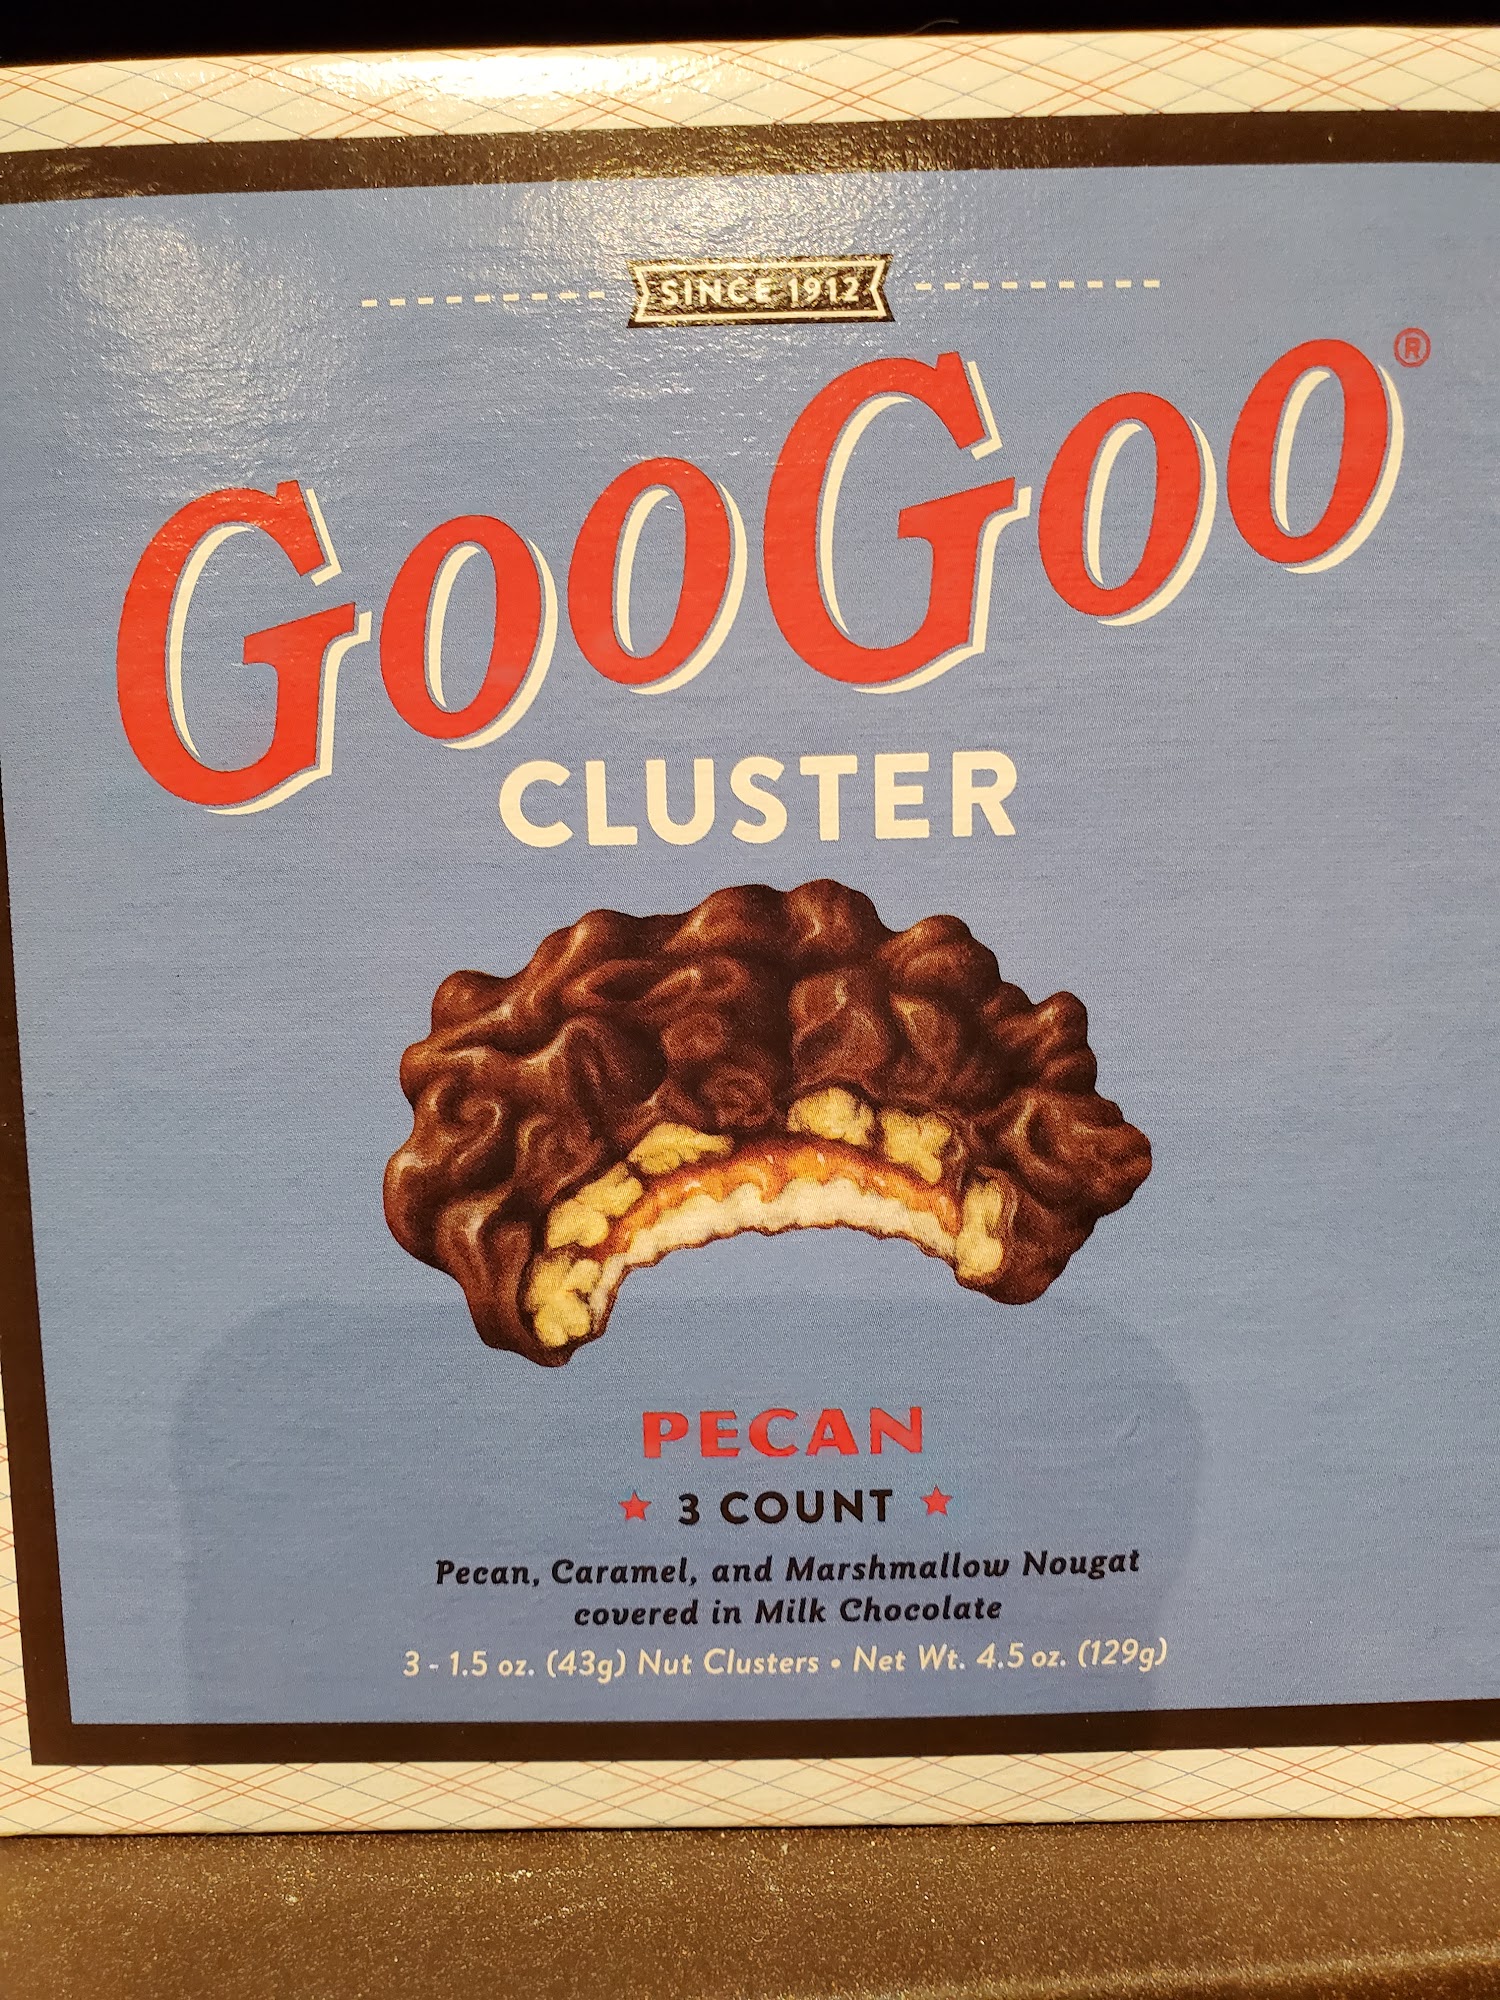 SINCE 1912
GooGoo®
CLUSTER
PECAN
★ 3 COUNT ★
Pecan, Caramel, and Marshmallow Nougat
covered in Milk Chocolate
3 - 1.5 oz. (43g) Nut Clusters • Net Wt. 4.5 oz. (129g)